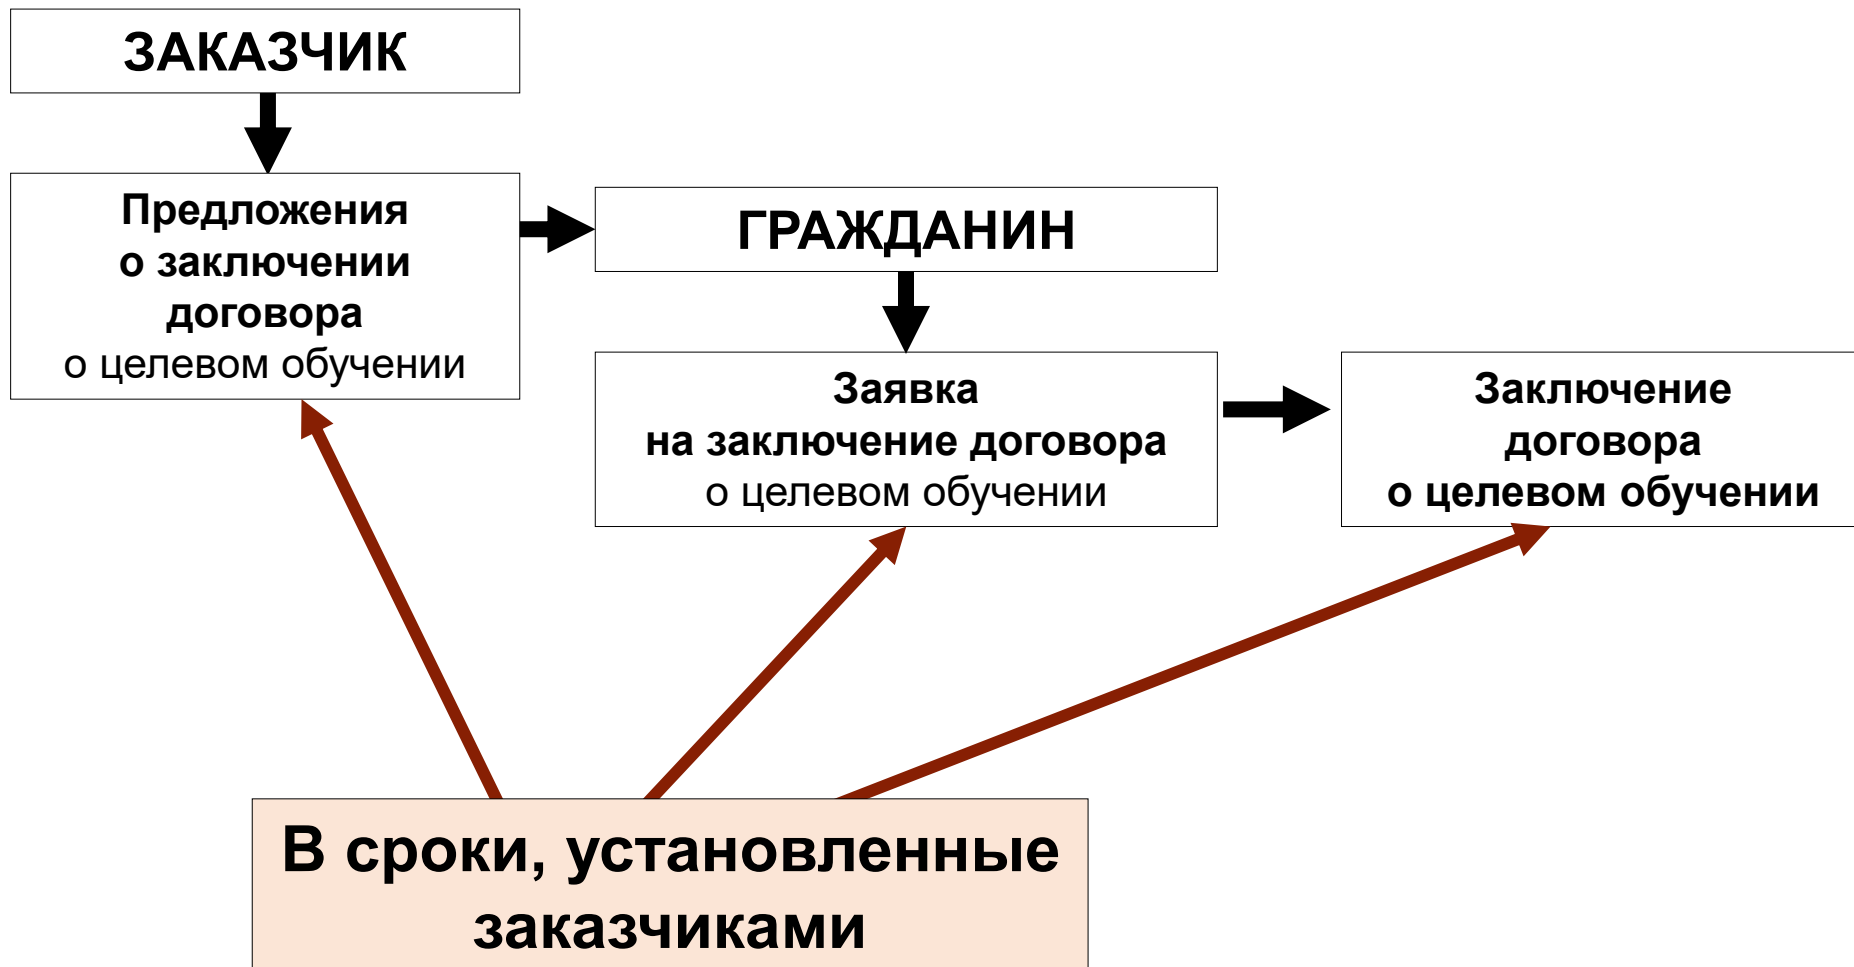 ЗАКАЗЧИК
Предложения
о заключении
договора
о целевом обучении
ГРАЖДАНИН
Заявка
на заключение договора
о целевом обучении
Заключение
договора
о целевом обучении
В сроки, установленные
заказчиками